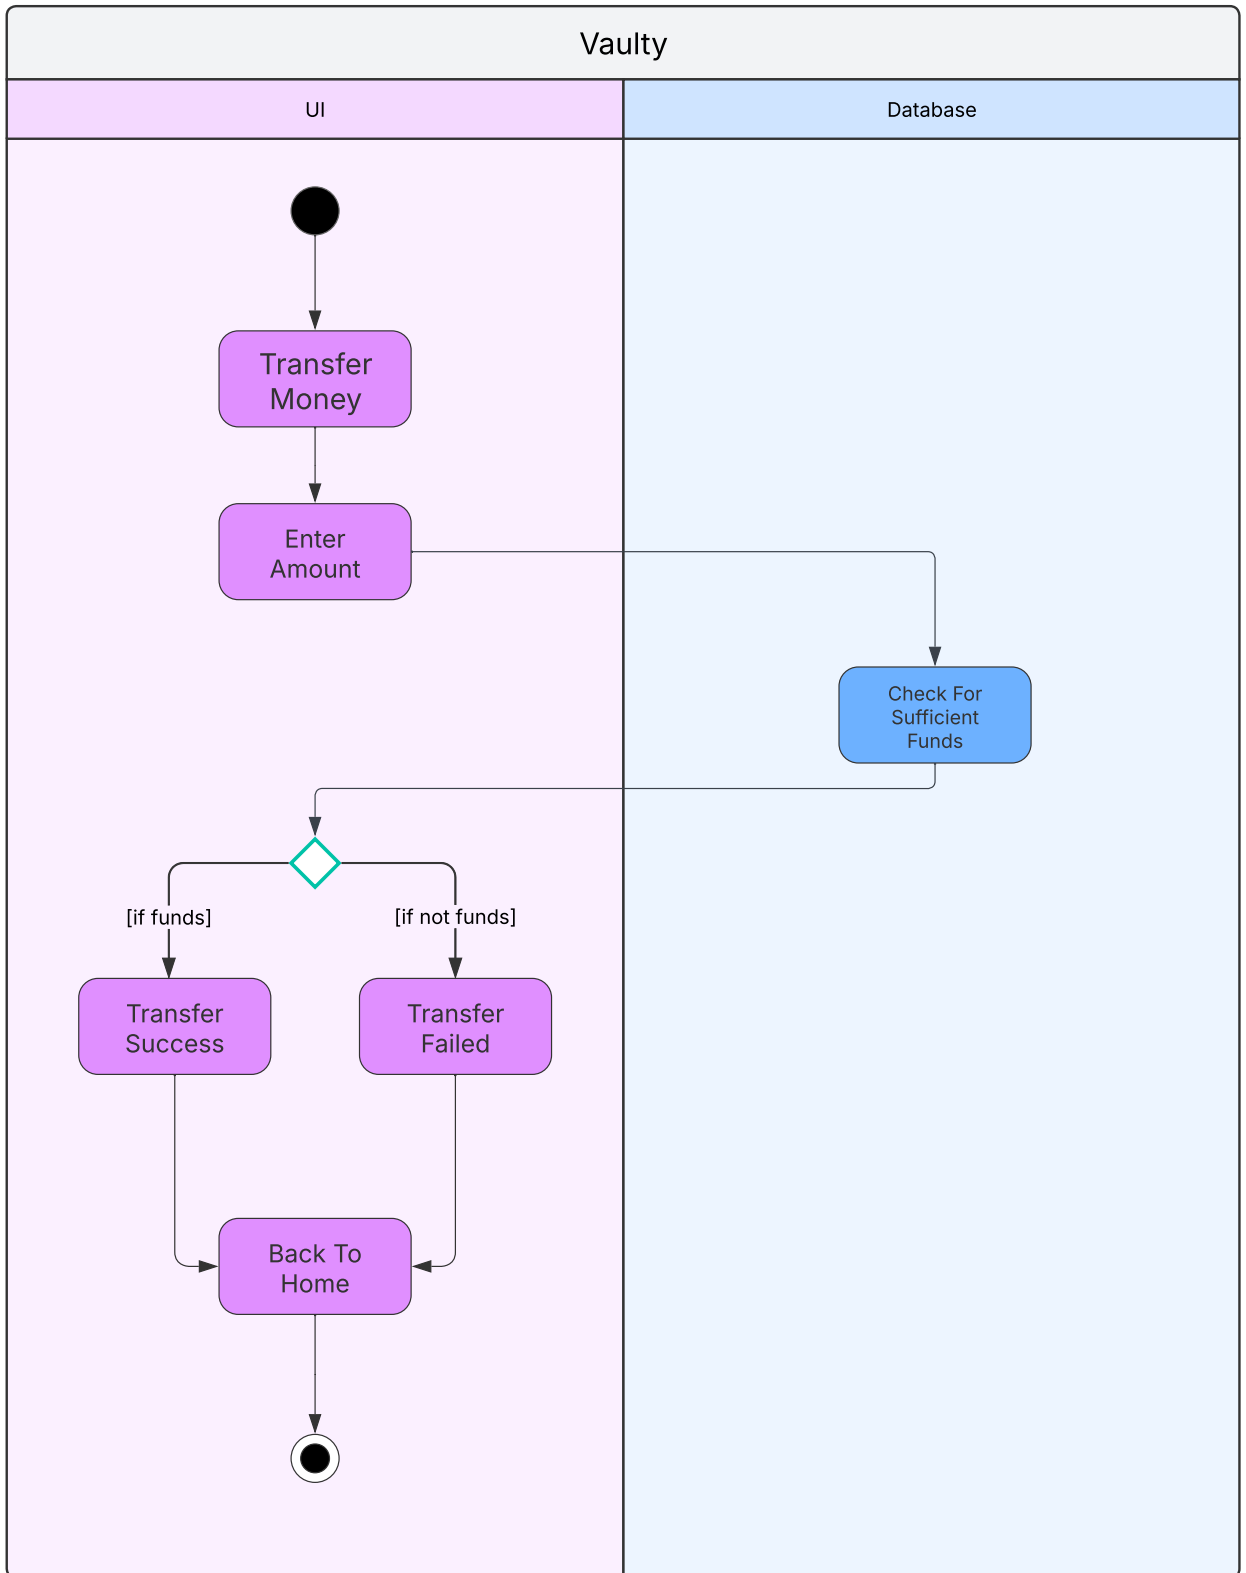 Vaulty
UI
Database
Transfer
Money
Enter
Amount
Check For
Sufficient
Funds
[if funds]
[if not funds]
Transfer
Success
Transfer
Failed
Back To
Home